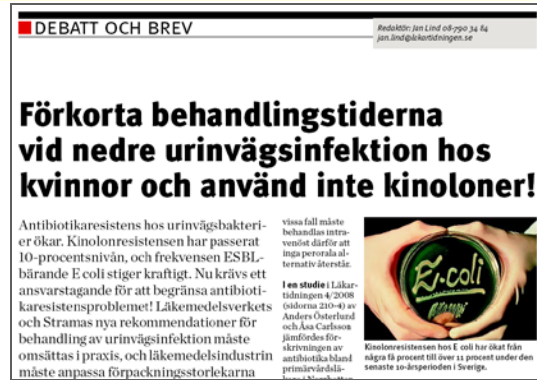 DEBATT OCH BREV
Redaktör: Jan Lind 08-790 34 84
jan.lind@lakartidningen.se
Förkorta behandlingstiderna
vid nedre urinvägsinfektion hos
kvinnor och använd inte kinoloner!
Antibiotikaresistens hos urinvägsbakteri-
er ökar. Kinolonresistensen har passerat
10-procentsnivån, och frekvensen ESBL-
bärande E coli stiger kraftigt. Nu krävs ett
ansvarstagande för att begränsa antibioti-
karesistensproblemet! Läkemedelsverkets
och Stramas nya rekommendationer för
behandling av urinvägsinfektion måste
omsättas i praxis, och läkemedelsindustrin
måste anpassa förpackningsstorlekarna
vissa fall måste
behandlas intra-
venöst därför att
inga perorala al-
ternativ återstår.
I en studie i Läkar-
tidningen 4/2008
(sidorna 210-4) av
Anders Österlund
och Åsa Carlsson
jämfördes för-
skrivningen av
antibiotika bland
primärvårdslä-
E-coli
Kinolonresistensen hos E coli har ökat från
några få procent till över 11 procent under den
senaste 10-årsperioden i Sverige.